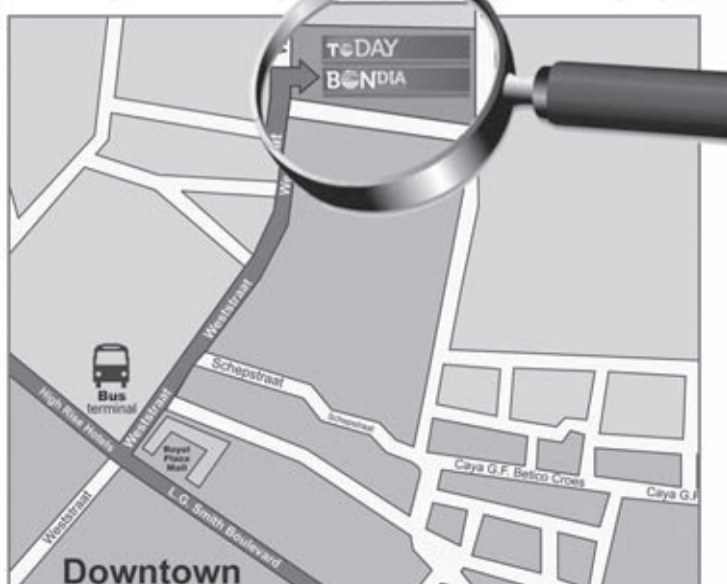 TODAY
BONDIA
Weststraat
Schepstraat
Schepstraat
Bus
terminal
Weststraat
High Rise Hotels
Royal
Plaza
Mall
Caya G.F. Betico Croes
Caya G.F
Weststraat
L.G. Smith Boulevard
Downtown